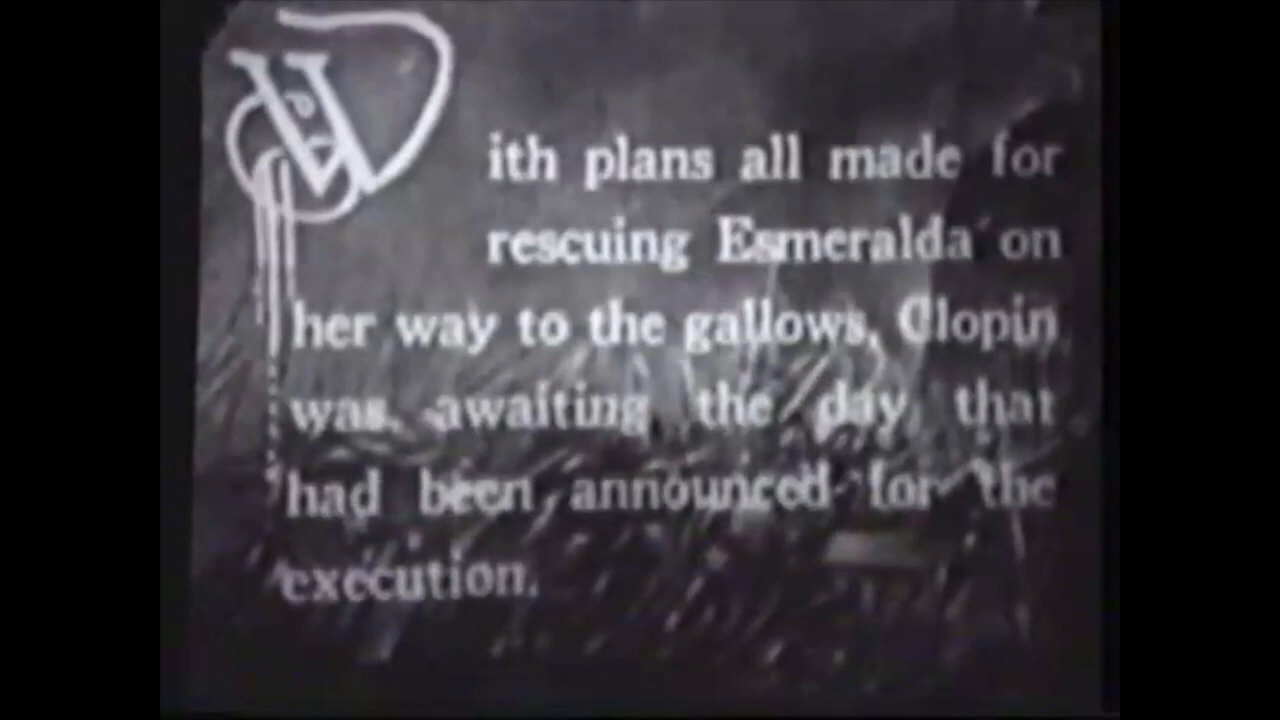 With plans all made for
rescuing Esmeralda on
her way to the gallows, Clopin
was awaiting the day that
had been announced for the
execution.